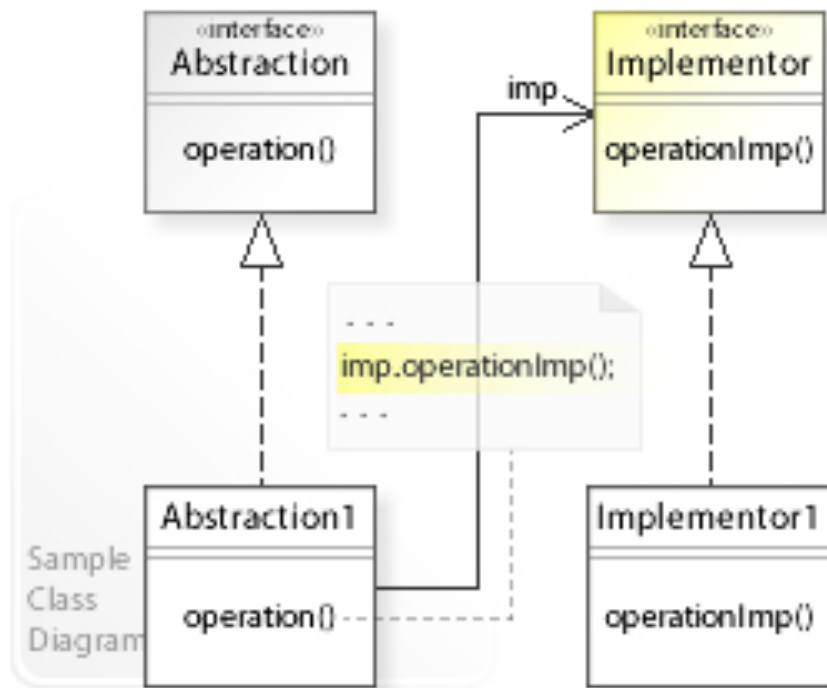 «interface»
Abstraction
operation()
«interface»
Implementor
operationImp()
imp
- - -
imp.operationImp();
- - -
Abstraction1
operation()
Implementor1
operationImp()
Sample
Class
Diagram